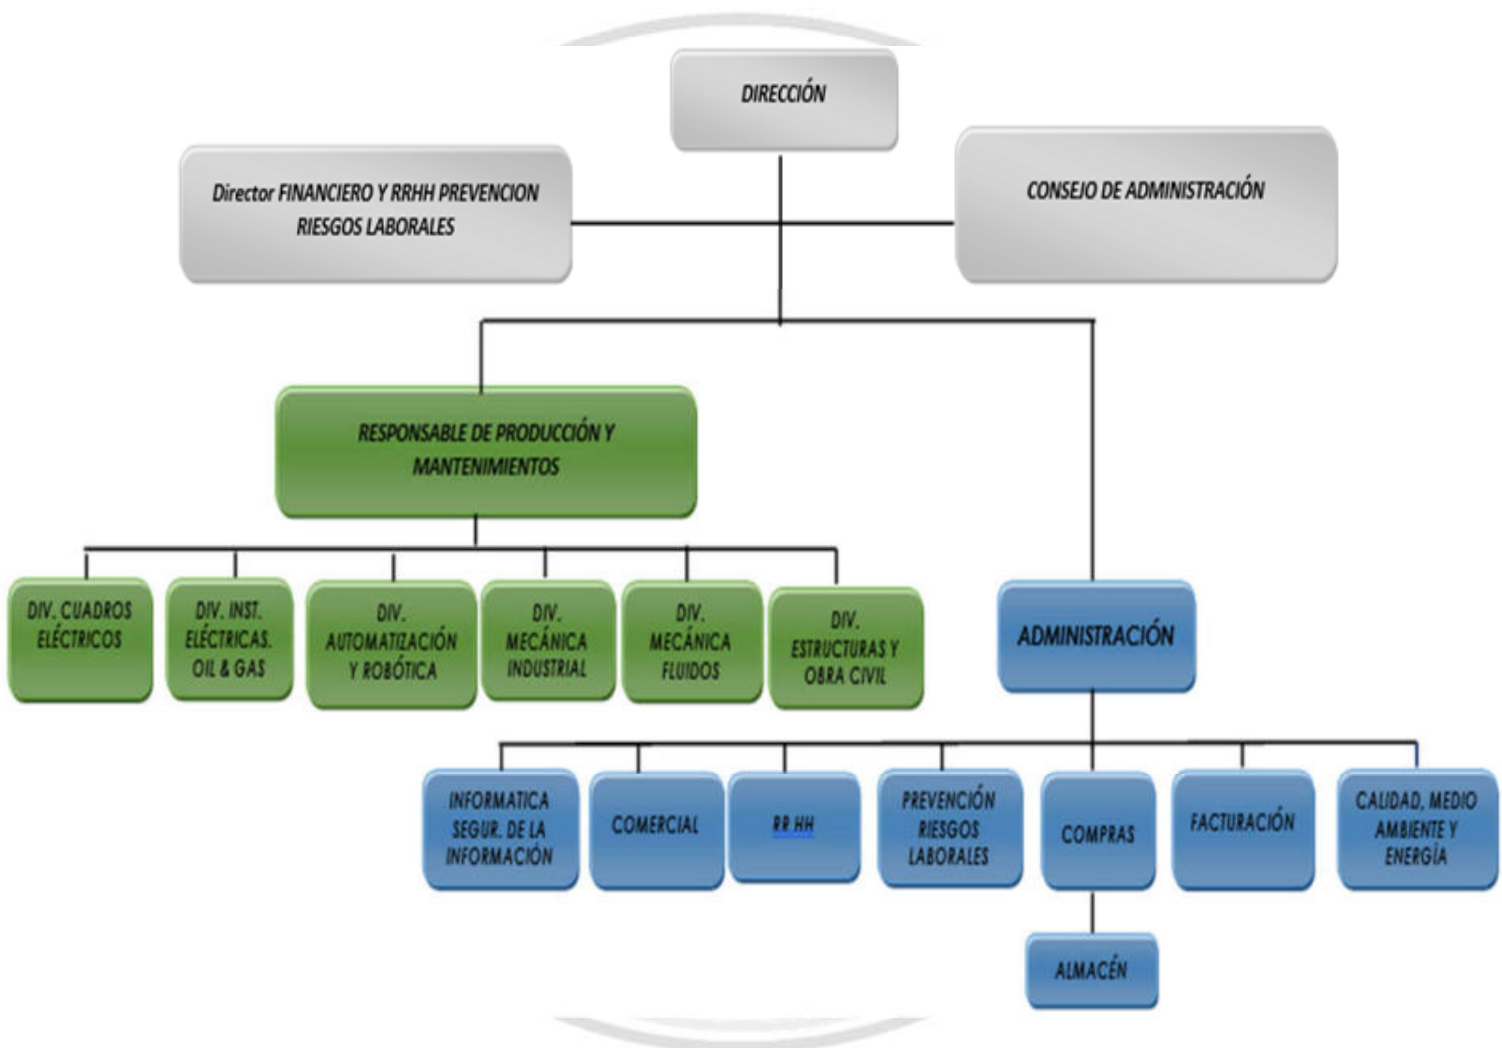 DIRECCIÓN
Director FINANCIERO Y RRHH PREVENCION
RIESGOS LABORALES
CONSEJO DE ADMINISTRACIÓN
RESPONSABLE DE PRODUCCIÓN Y
MANTENIMIENTOS
DIV. CUADROS
ELÉCTRICOS
DIV. INST.
ELÉCTRICAS.
OIL & GAS
DIV.
AUTOMATIZACIÓN
Y ROBÓTICA
DIV.
MECÁNICA
INDUSTRIAL
DIV.
MECÁNICA
FLUIDOS
DIV.
ESTRUCTURAS Y
OBRA CIVIL
ADMINISTRACIÓN
INFORMATICA
SEGUR. DE LA
INFORMACIÓN
COMERCIAL
RR HH
PREVENCIÓN
RIESGOS
LABORALES
COMPRAS
FACTURACIÓN
CALIDAD, MEDIO
AMBIENTE Y
ENERGÍA
ALMACÉN